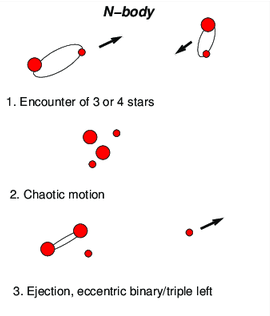 N−body
1. Encounter of 3 or 4 stars
2. Chaotic motion
3. Ejection, eccentric binary/triple left